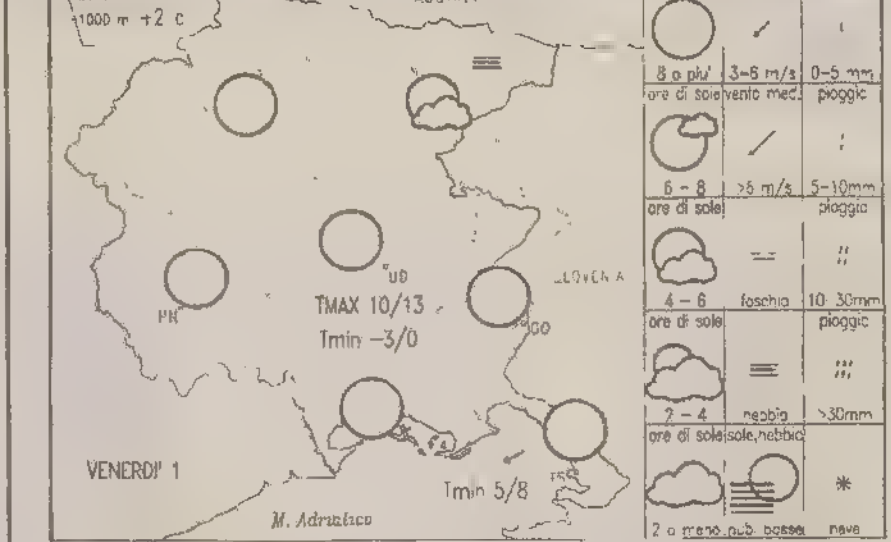 1000 m +2 C
UD
SLOVENIA
TMAX 10/13
PN
GO
Tmin -3/0
VENERDI' 1
Tmin 5/8
TS
M. Adriatico
8 o piu' 3-6 m/s 0-5 mm
ore di sole vento med. pioggia
6 - 8 >6 m/s 5-10mm
ore di sole pioggia
4 - 6 foschia 10-30mm
ore di sole pioggia
2 - 4 nebbia >30mm
ore di sole sole,nebbia
2 o meno nub. basse neve